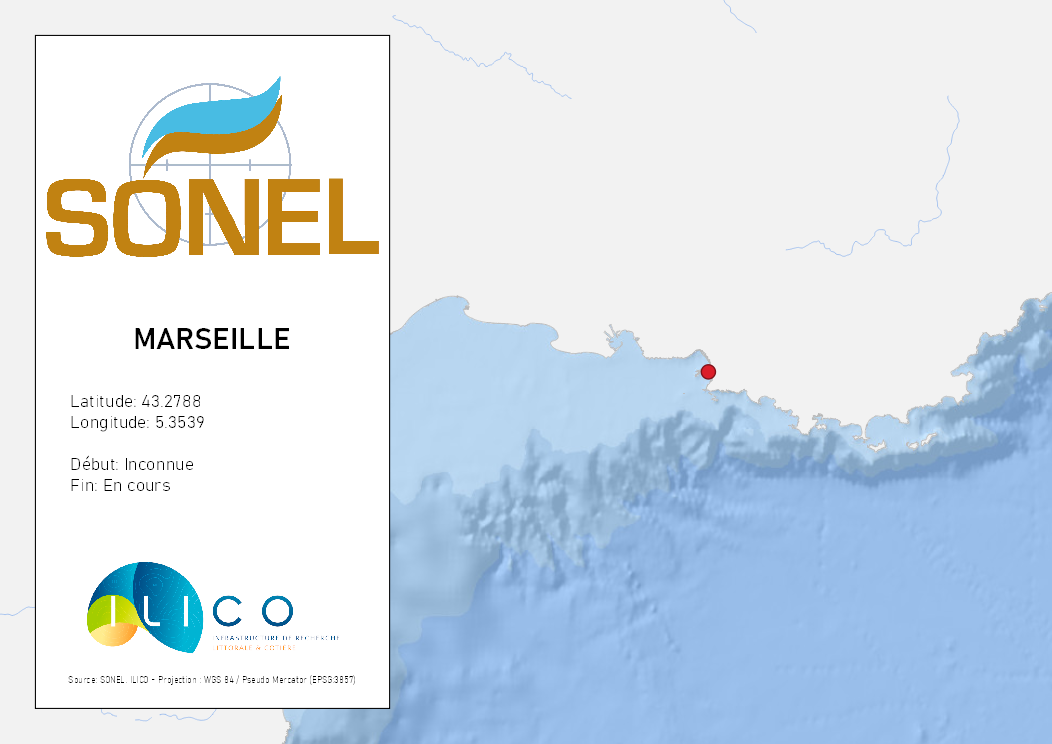 SONEL
MARSEILLE
Latitude: 43.2788
Longitude: 5.3539
Début: Inconnue
Fin: En cours
ILICO
INFRASTRUCTURE DE RECHERCHE
LITTORALE & CÔTIÈRE
Source: SONEL, ILICO - Projection : WGS 84 / Pseudo Mercator (EPSG:3857)